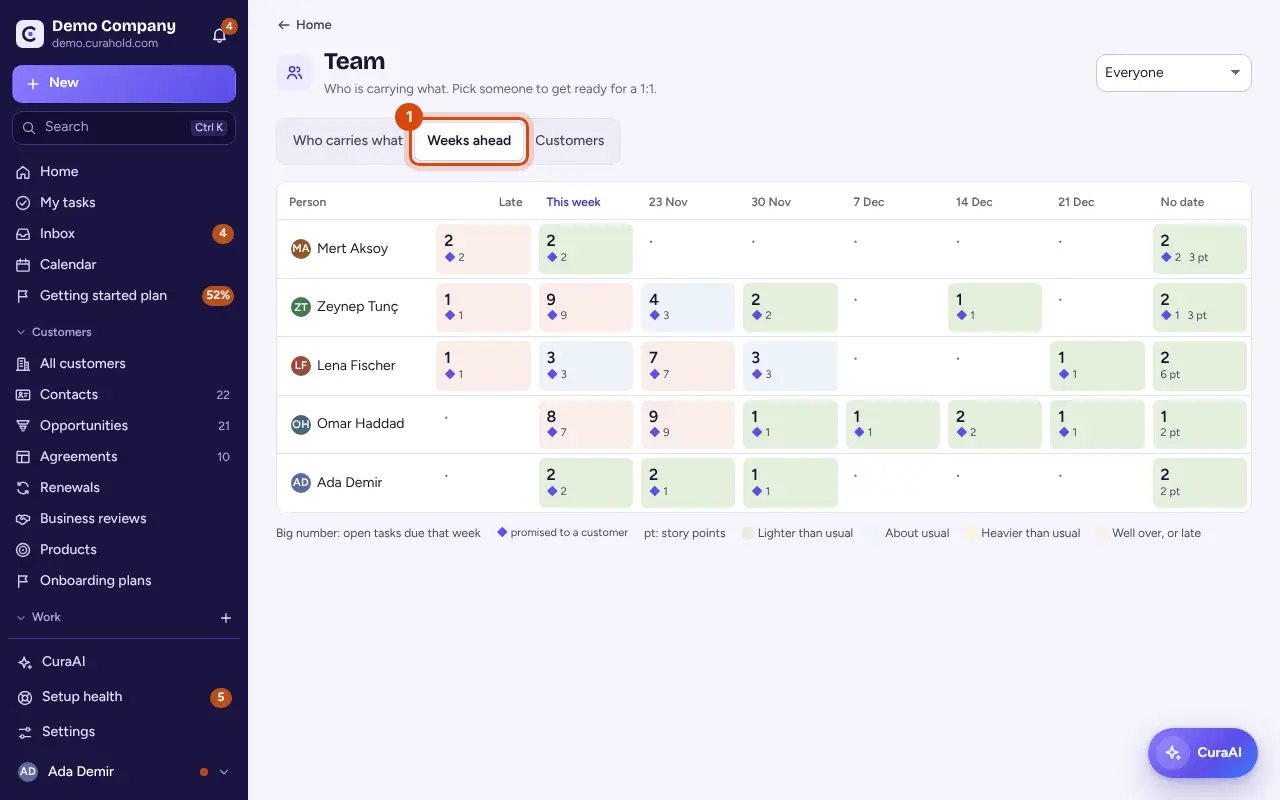 Demo Company
demo.curahold.com
4
New
Search Ctrl K
Home
My tasks
Inbox 4
Calendar
Getting started plan 52%
Customers
All customers
Contacts 22
Opportunities 21
Agreements 10
Renewals
Business reviews
Products
Onboarding plans
Work
CuraAI
Setup health 5
Settings
AD Ada Demir
Home
Team
Who is carrying what. Pick someone to get ready for a 1:1.
Everyone
1
Who carries what Weeks ahead Customers
Person Late This week 23 Nov 30 Nov 7 Dec 14 Dec 21 Dec No date
MA Mert Aksoy 2 2 · · · · · 2
2 2 2 3 pt
ZT Zeynep Tunç 1 9 4 2 · 1 · 2
1 9 3 2 1 1 3 pt
LF Lena Fischer 1 3 7 3 · · 1 2
1 3 7 3 1 6 pt
OH Omar Haddad · 8 9 1 1 2 1 1
7 9 1 1 2 1 2 pt
AD Ada Demir · 2 2 1 · · · 2
2 1 1 2 pt
Big number: open tasks due that week promised to a customer pt: story points Lighter than usual About usual Heavier than usual Well over, or late
CuraAI